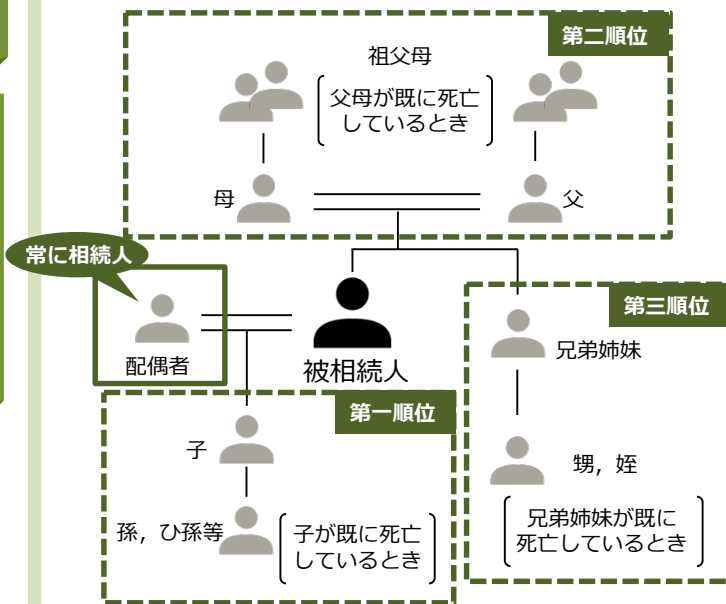 第二順位
祖父母
父母が既に死亡
しているとき
母
父
常に相続人
配偶者
被相続人
第三順位
兄弟姉妹
甥，姪
兄弟姉妹が既に
死亡しているとき
第一順位
子
孫，ひ孫等
子が既に死亡
しているとき